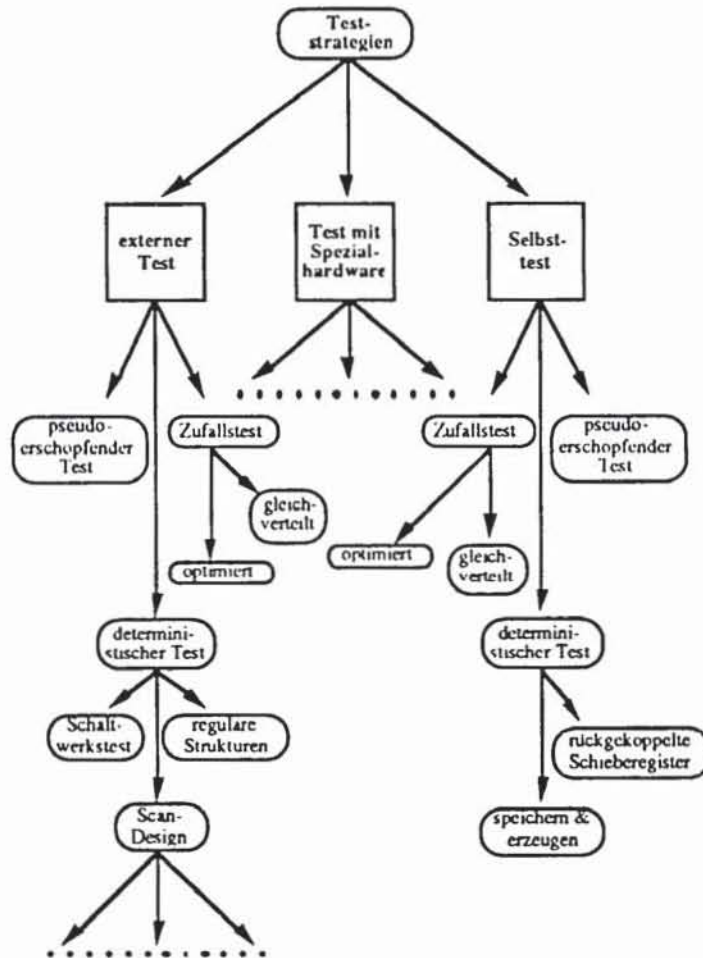 Test-
strategien
externer
Test
Test mit
Spezial-
hardware
Selbst-
test
pseudo-
erschopfender
Test
Zufallstest
Zufallstest
pseudo-
erschopfender
Test
gleich-
verteilt
optimiert
optimiert
gleich-
verteilt
determini-
stischer Test
determini-
stischer Test
Schalt-
werkstest
regulare
Strukturen
rückgekoppelte
Schieberegister
Scan-
Design
speichern &
erzeugen